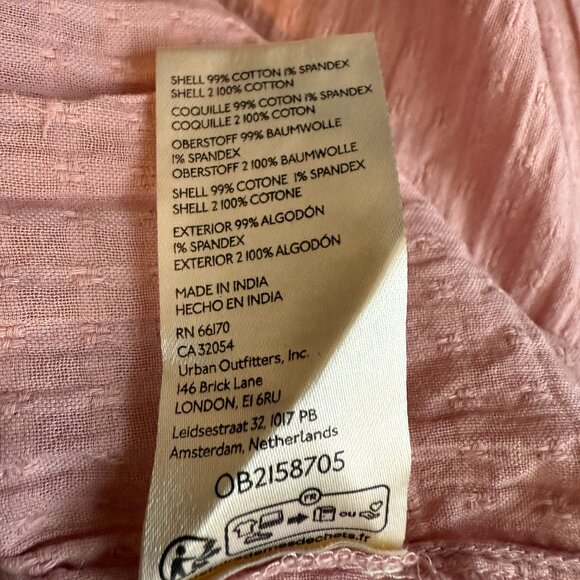 SHELL 99% COTTON 1% SPANDEX
SHELL 2 100% COTTON
COQUILLE 99% COTON 1% SPANDEX
COQUILLE 2 100% COTON
OBERSTOFF 99% BAUMWOLLE
1% SPANDEX
OBERSTOFF 2 100% BAUMWOLLE
SHELL 99% COTONE 1% SPANDEX
SHELL 2 100% COTONE
EXTERIOR 99% ALGODÓN
1% SPANDEX
EXTERIOR 2 100% ALGODÓN
MADE IN INDIA
HECHO EN INDIA
RN 66170
CA 32054
Urban Outfitters, Inc.
146 Brick Lane
LONDON, E1 6RU
Leidsestraat 32, 1017 PB
Amsterdam, Netherlands
OB2158705
FR
OU